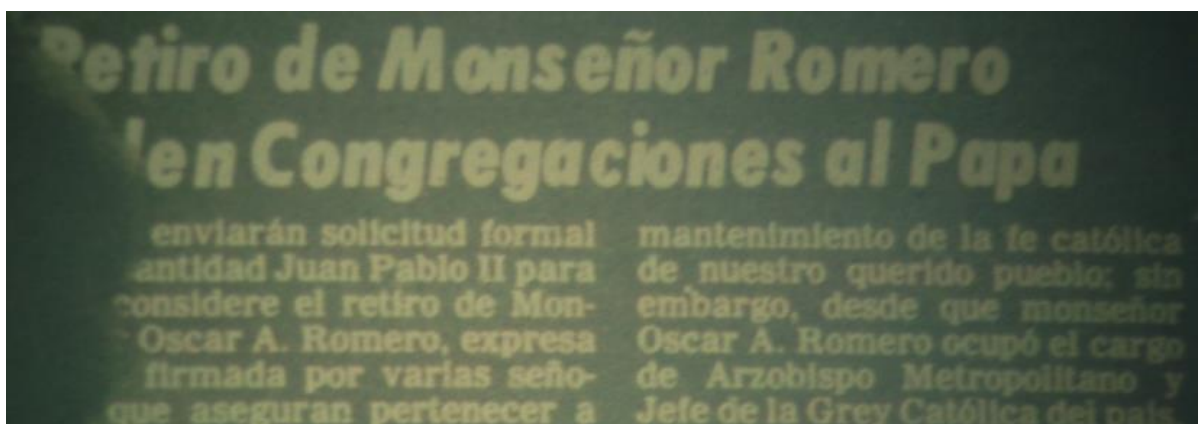 Retiro de Monseñor Romero
Congregaciones al Papa
enviarán solicitud formal
Juan Pablo II para
considere el retiro de Mon-
Oscar A. Romero, expresa
firmada por varias seño-
que aseguran pertenecer a
mantenimiento de la fe católica
de nuestro querido pueblo; sin
embargo, desde que monseñor
Oscar A. Romero ocupó el cargo
de Arzobispo Metropolitano y
Jefe de la Grey Católica del país,